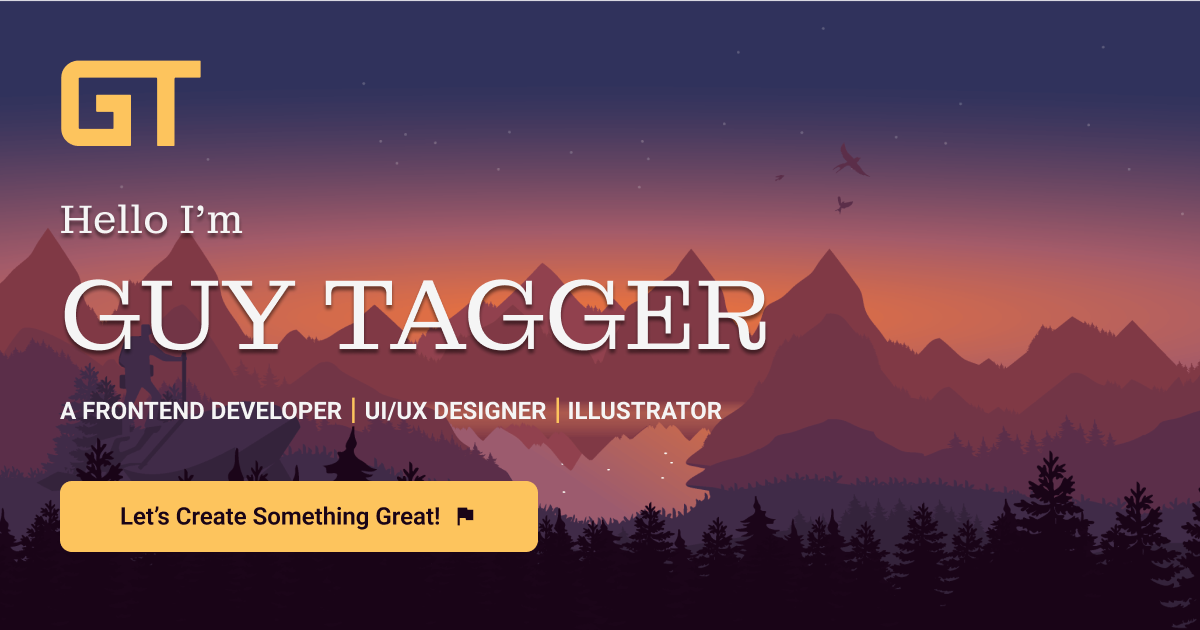 GT
Hello I’m
GUY TAGGER
A FRONTEND DEVELOPER | UI/UX DESIGNER | ILLUSTRATOR
Let’s Create Something Great!